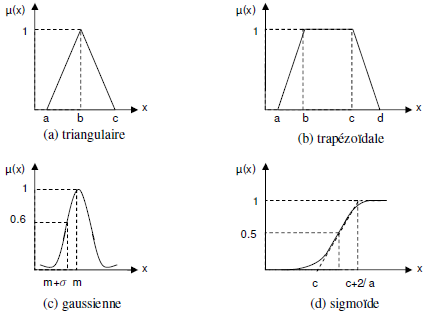 μ(x)
1
a b c x
(a) triangulaire
μ(x)
1
a b c d x
(b) trapézoïdale
μ(x)
1
0.6
m+σ m x
(c) gaussienne
μ(x)
1
0.5
c c+2/ a x
(d) sigmoïde